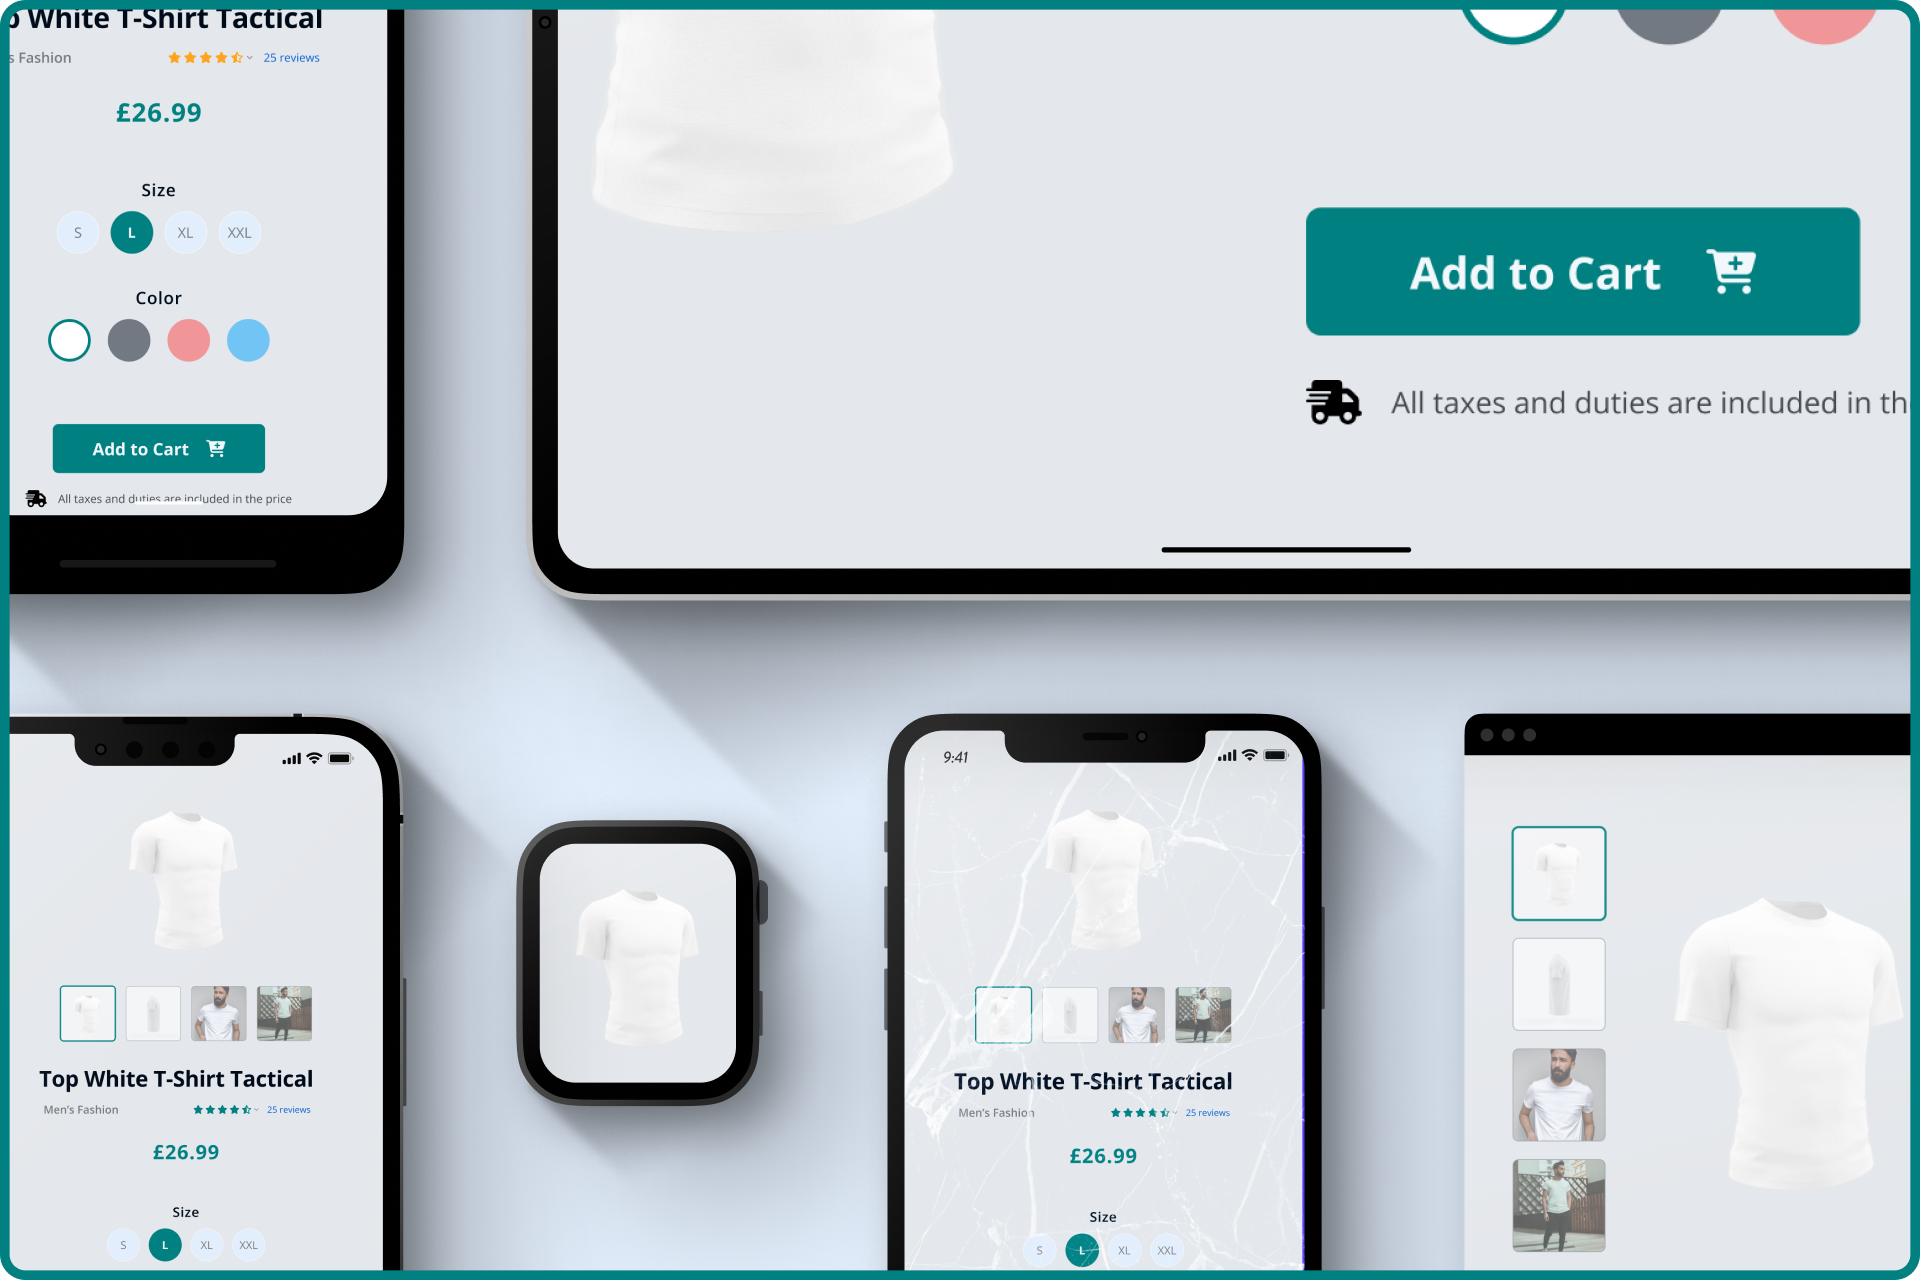 p White T-Shirt Tactical
s Fashion
25 reviews
£26.99
Size
S L XL XXL
Color
Add to Cart
All taxes and duties are included in the price
Add to Cart
All taxes and duties are included in th
Top White T-Shirt Tactical
Men's Fashion
25 reviews
£26.99
Size
S L XL XXL
9:41
Top White T-Shirt Tactical
Men's Fashion
25 reviews
£26.99
Size
S L XL XXL